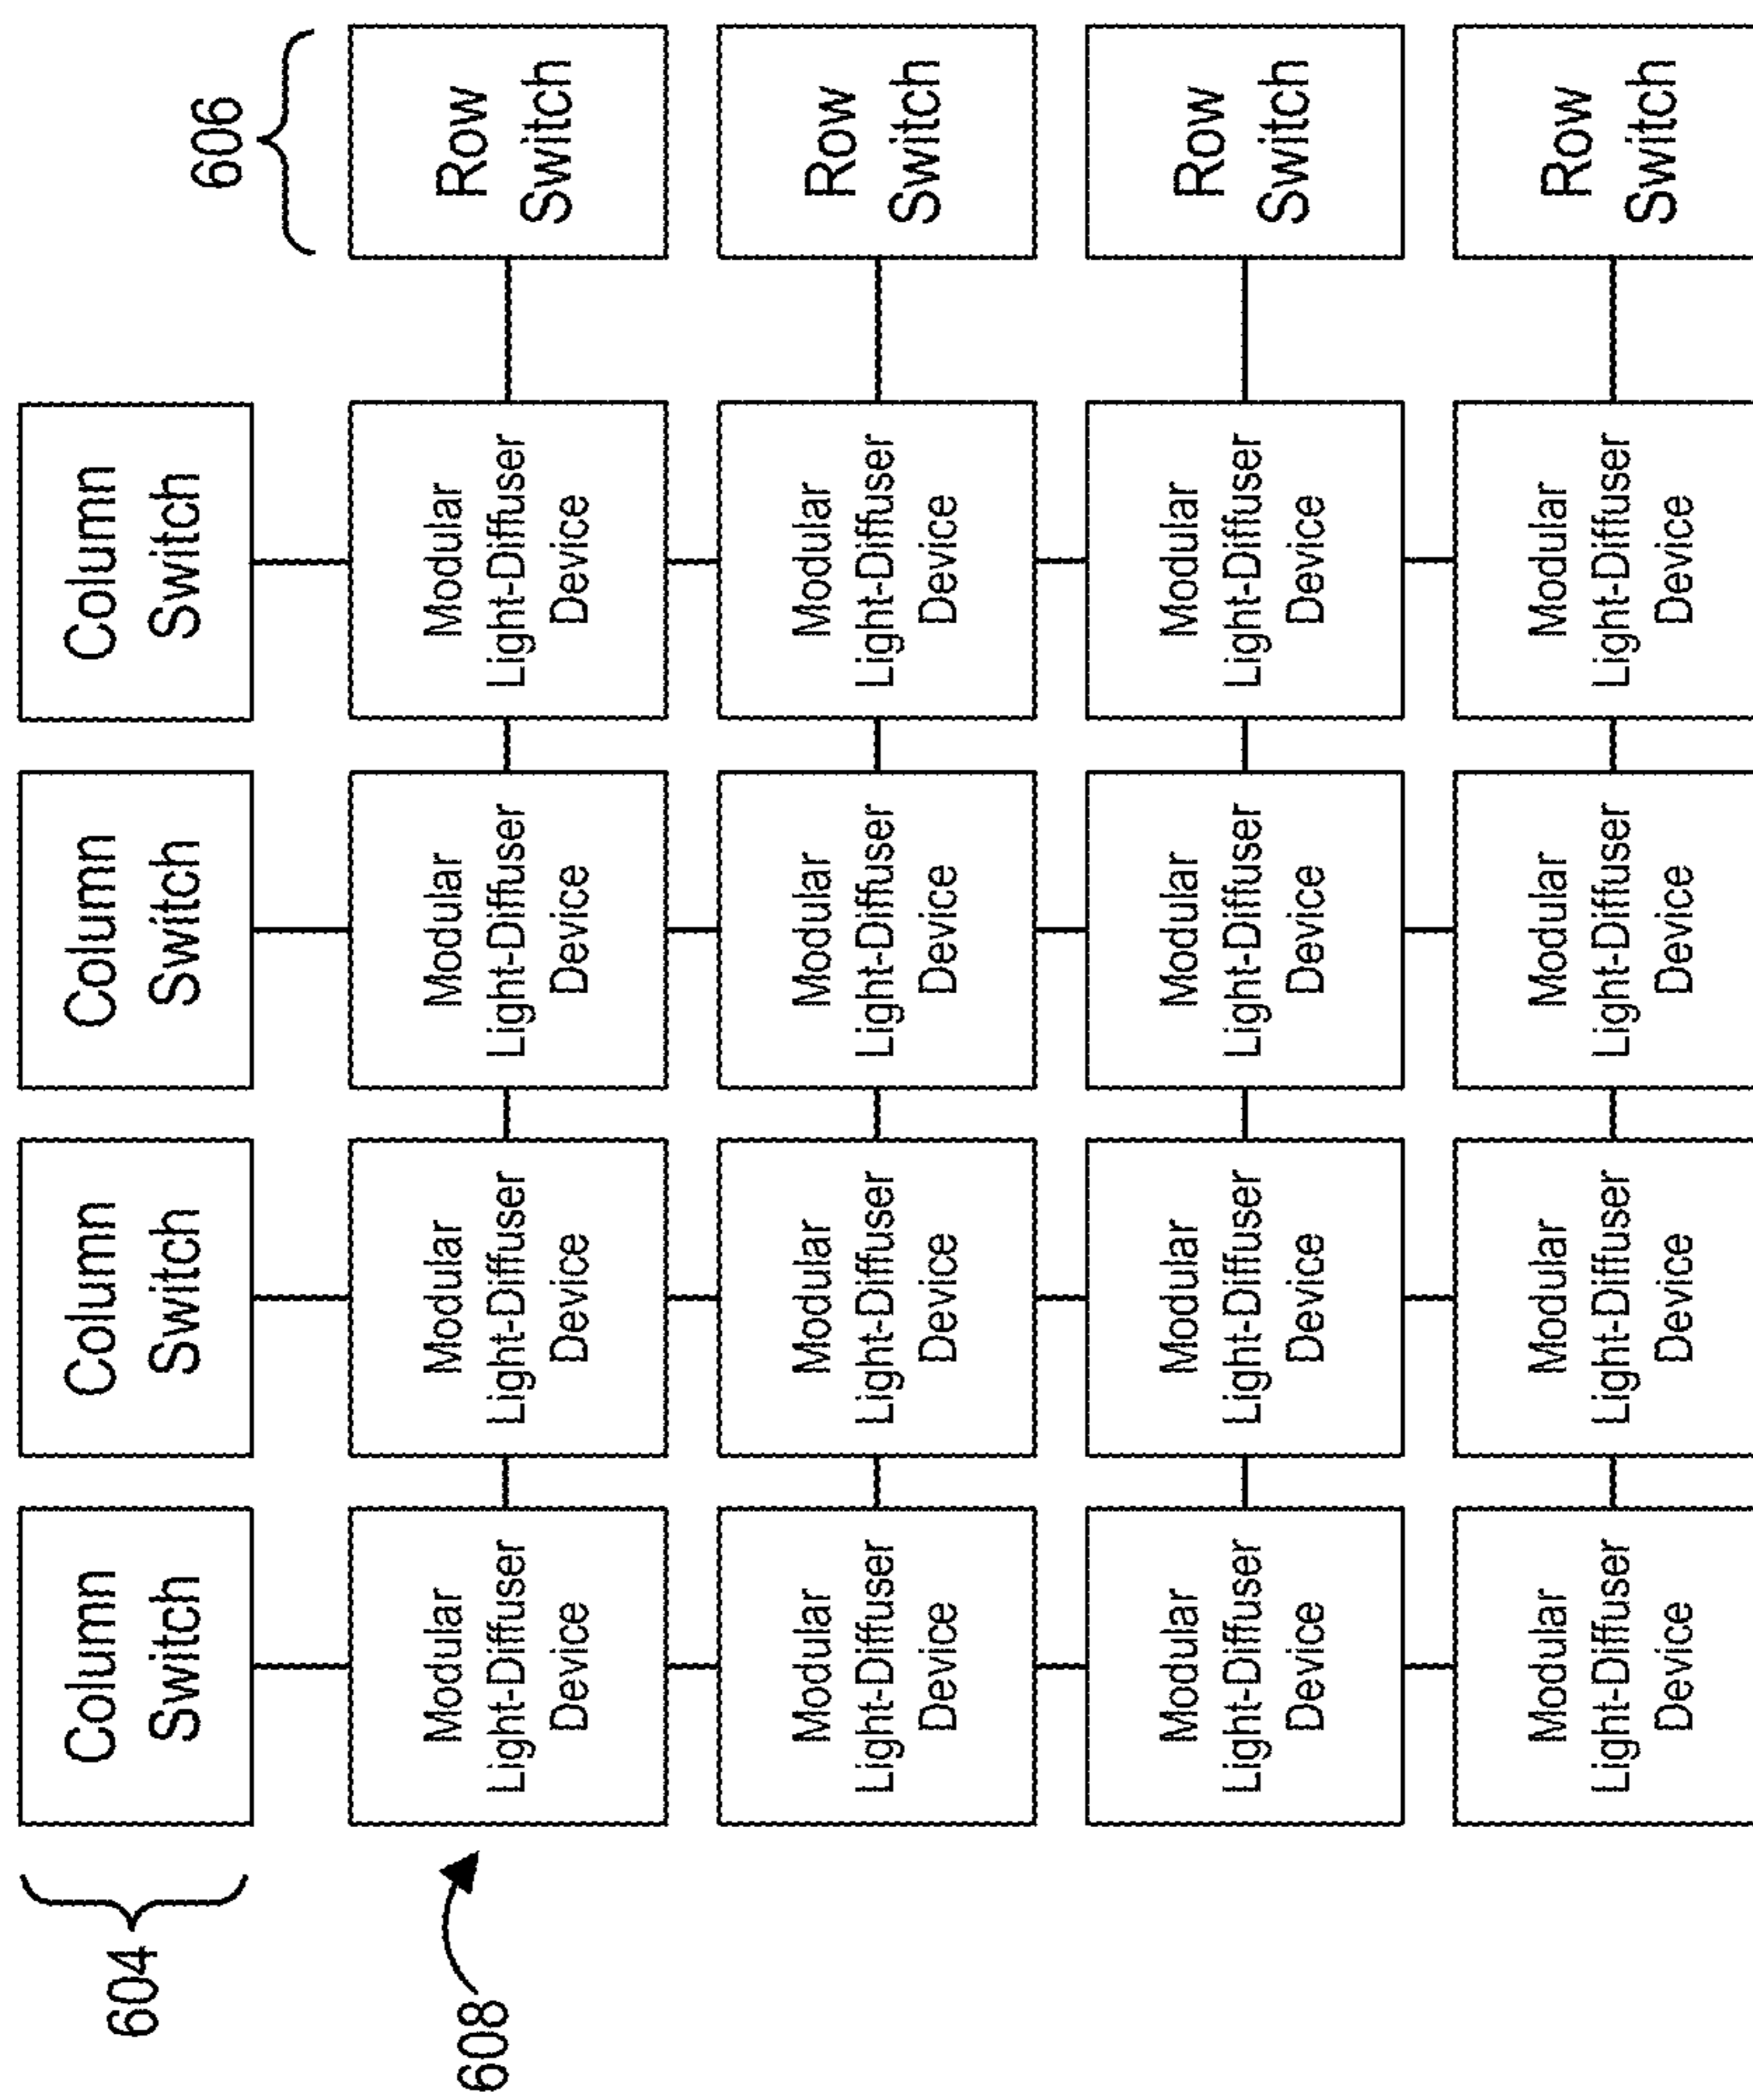 604
Column
Switch
Column
Switch
Column
Switch
Column
Switch
606
608
Modular
Light-Diffuser
Device
Modular
Light-Diffuser
Device
Modular
Light-Diffuser
Device
Modular
Light-Diffuser
Device
Row
Switch
Modular
Light-Diffuser
Device
Modular
Light-Diffuser
Device
Modular
Light-Diffuser
Device
Modular
Light-Diffuser
Device
Row
Switch
Modular
Light-Diffuser
Device
Modular
Light-Diffuser
Device
Modular
Light-Diffuser
Device
Modular
Light-Diffuser
Device
Row
Switch
Modular
Light-Diffuser
Device
Modular
Light-Diffuser
Device
Modular
Light-Diffuser
Device
Modular
Light-Diffuser
Device
Row
Switch